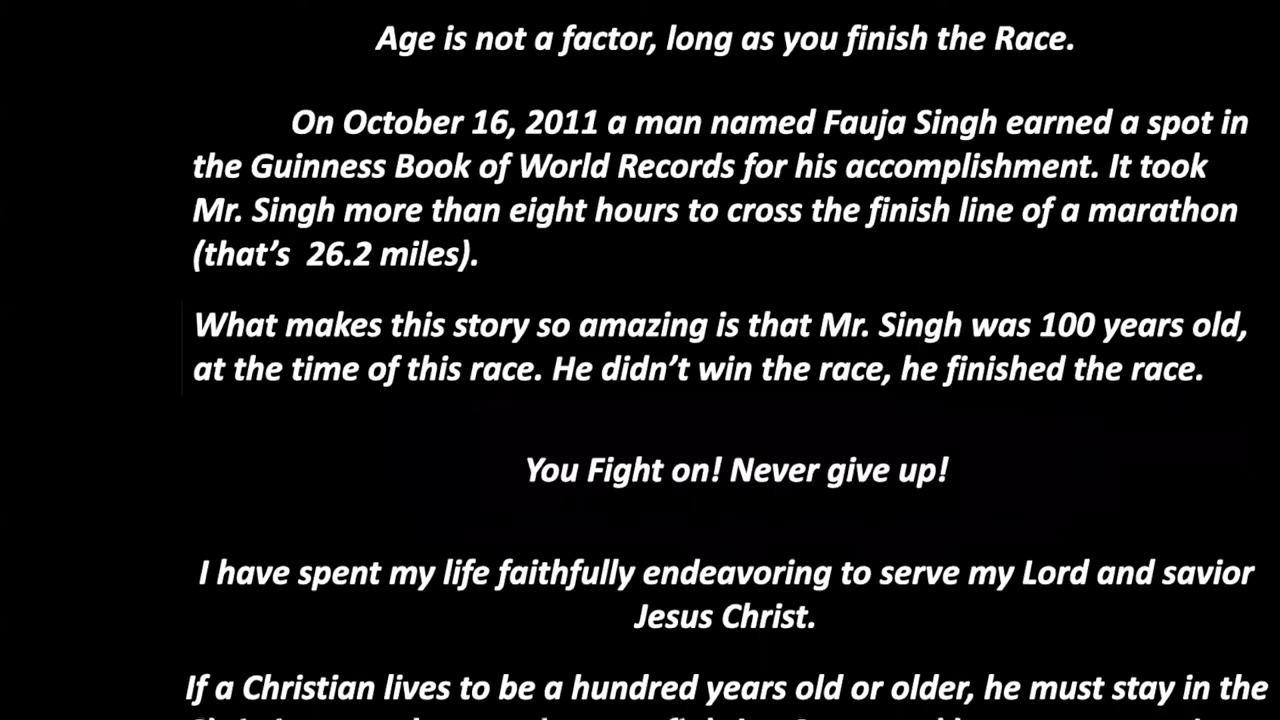 Age is not a factor, long as you finish the Race.
On October 16, 2011 a man named Fauja Singh earned a spot in
the Guinness Book of World Records for his accomplishment. It took
Mr. Singh more than eight hours to cross the finish line of a marathon
(that’s  26.2 miles).
What makes this story so amazing is that Mr. Singh was 100 years old,
at the time of this race. He didn’t win the race, he finished the race.
You Fight on! Never give up!
I have spent my life faithfully endeavoring to serve my Lord and savior
Jesus Christ.
If a Christian lives to be a hundred years old or older, he must stay in the